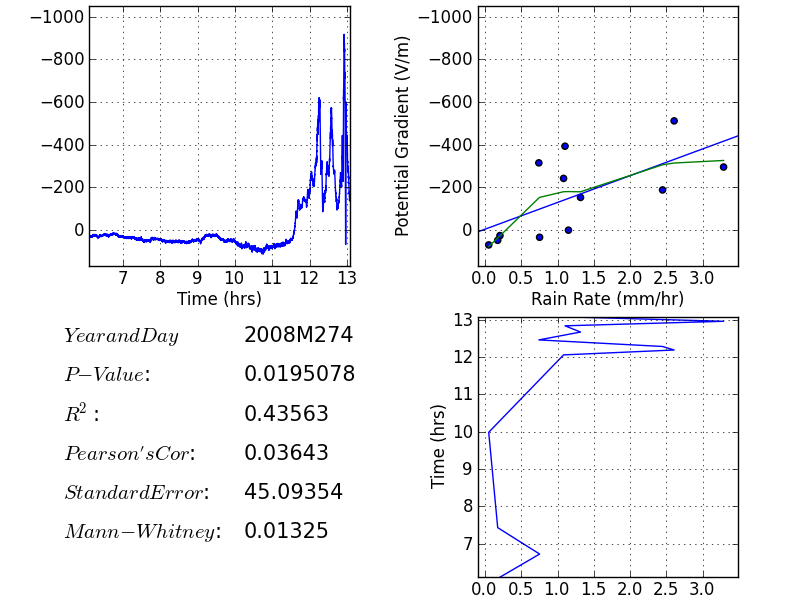 −1000
−800
−600
−400
−200
0
7 8 9 10 11 12 13
Time (hrs)
Potential Gradient (V/m)
−1000
−800
−600
−400
−200
0
0.0 0.5 1.0 1.5 2.0 2.5 3.0
Rain Rate (mm/hr)
YearandDay 2008M274
P−Value: 0.0195078
R²: 0.43563
Pearson'sCor: 0.03643
StandardError: 45.09354
Mann−Whitney: 0.01325
Time (hrs)
13
12
11
10
9
8
7
0.0 0.5 1.0 1.5 2.0 2.5 3.0